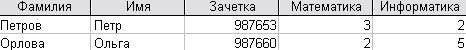 Фамилия Имя Зачетка Математика Информатика
Петров Петр 987653 3 2
Орлова Ольга 987660 2 5